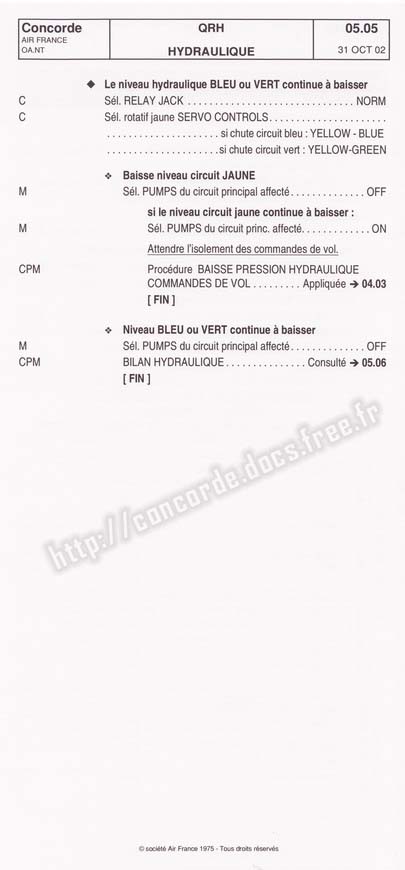 Concorde QRH 05.05
AIR FRANCE
OA.NT HYDRAULIQUE 31 OCT 02
◆ Le niveau hydraulique BLEU ou VERT continue à baisser
C Sél. RELAY JACK . . . . . . . . . . . . . . . . . . . . . . . . . . . . . . . . NORM
C Sél. rotatif jaune SERVO CONTROLS. . . . . . . . . . . . . . . . . . . . . .
. . . . . . . . . . . . . . . . . . . . . si chute circuit bleu : YELLOW - BLUE
. . . . . . . . . . . . . . . . . . . . . si chute circuit vert : YELLOW-GREEN
❖ Baisse niveau circuit JAUNE
M Sél. PUMPS du circuit principal affecté. . . . . . . . . . . . . . OFF
si le niveau circuit jaune continue à baisser :
M Sél. PUMPS du circuit princ. affecté. . . . . . . . . . . . . ON
Attendre l'isolement des commandes de vol.
CPM Procédure BAISSE PRESSION HYDRAULIQUE
COMMANDES DE VOL . . . . . . . . . Appliquée ➔ 04.03
[ FIN ]
❖ Niveau BLEU ou VERT continue à baisser
M Sél. PUMPS du circuit principal affecté. . . . . . . . . . . . . . OFF
CPM BILAN HYDRAULIQUE . . . . . . . . . . . . . . . Consulté ➔ 05.06
[ FIN ]
http://concorde.docs.free.fr
© société Air France 1975 - Tous droits réservés